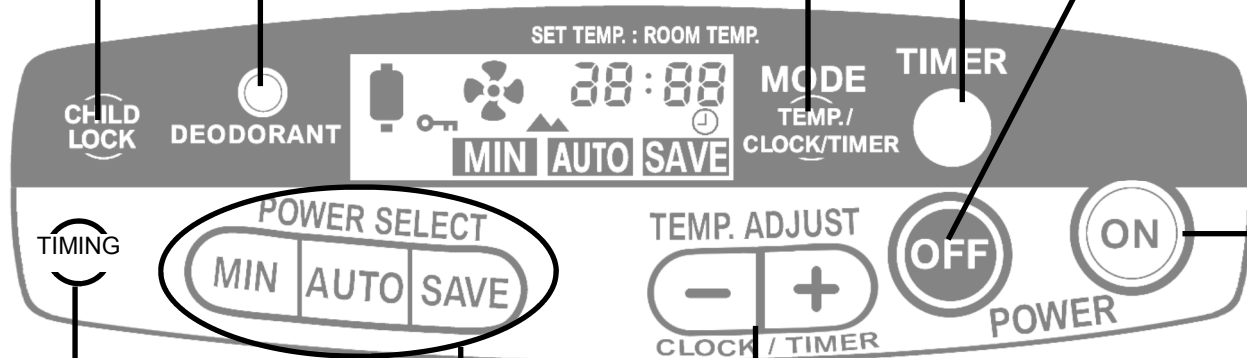 SET TEMP. : ROOM TEMP.
CHILD
LOCK
DEODORANT
38:88
MIN AUTO SAVE
MODE
TEMP./
CLOCK/TIMER
TIMER
TIMING
POWER SELECT
MIN AUTO SAVE
TEMP. ADJUST
− +
CLOCK / TIMER
OFF
ON
POWER